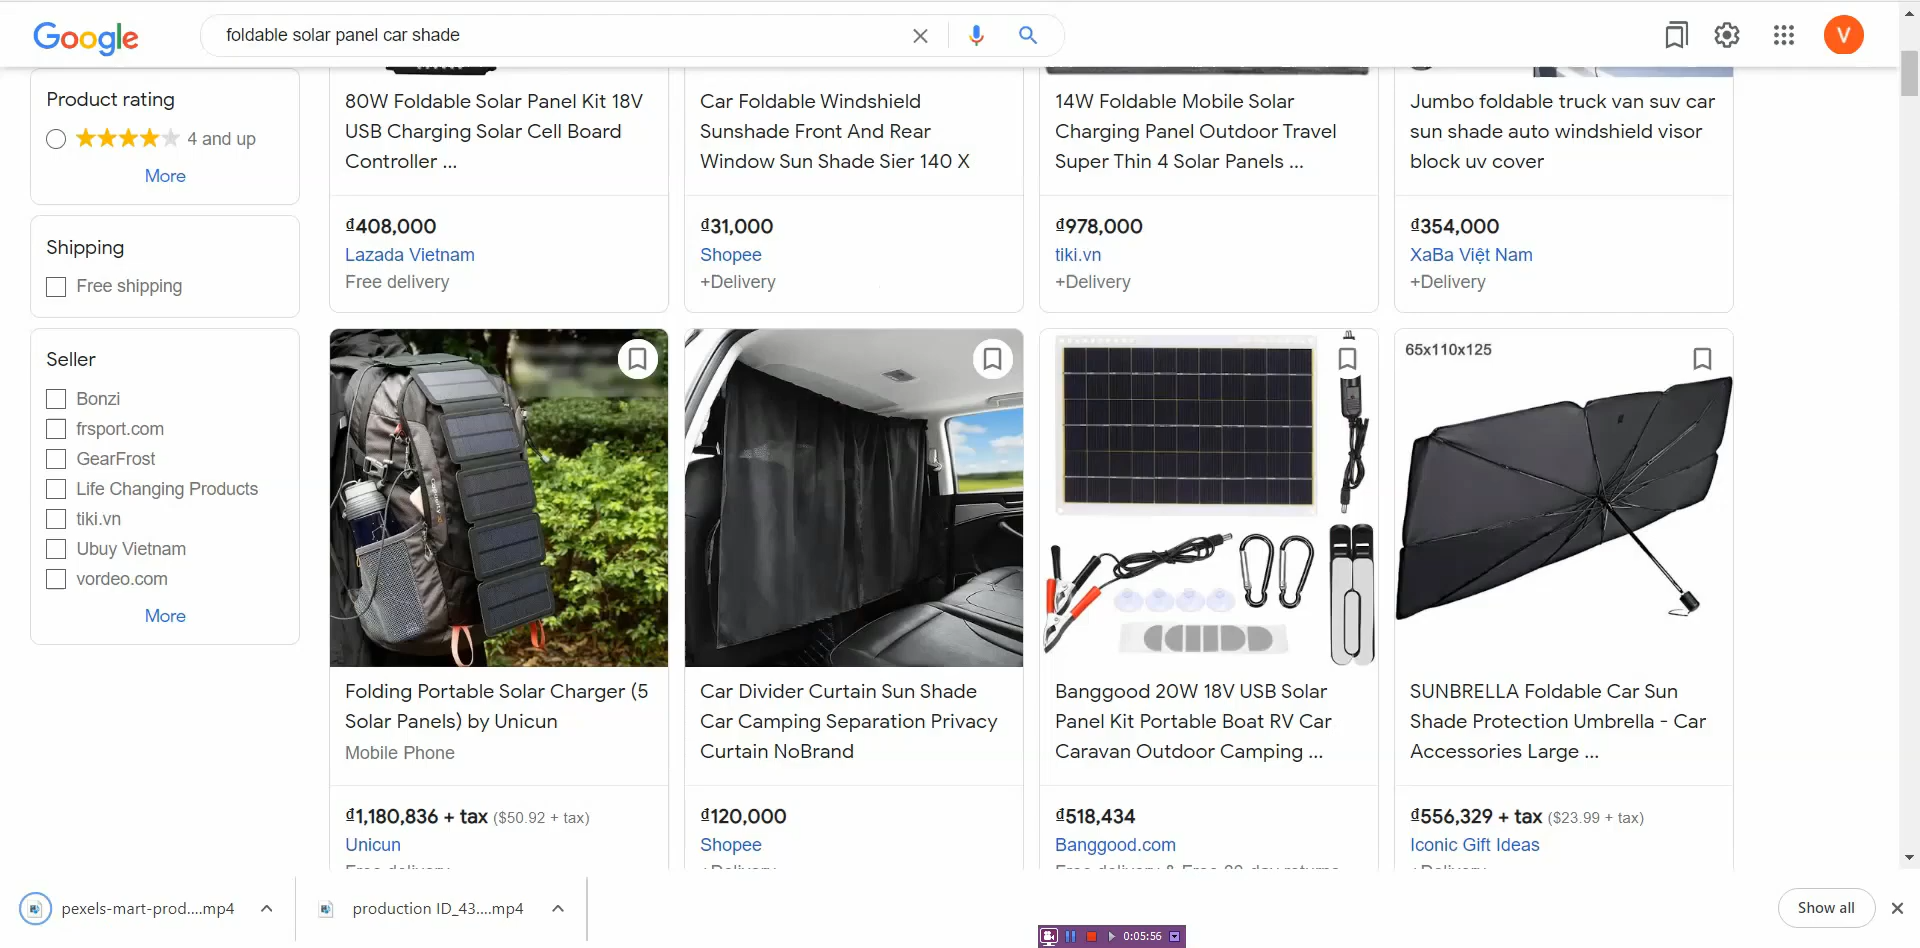 Google
foldable solar panel car shade
V
Product rating
4 and up
More
Shipping
Free shipping
Seller
Bonzi
frsport.com
GearFrost
Life Changing Products
tiki.vn
Ubuy Vietnam
vordeo.com
More
80W Foldable Solar Panel Kit 18V
USB Charging Solar Cell Board
Controller ...
₫408,000
Lazada Vietnam
Free delivery
Car Foldable Windshield
Sunshade Front And Rear
Window Sun Shade Sier 140 X
₫31,000
Shopee
+Delivery
14W Foldable Mobile Solar
Charging Panel Outdoor Travel
Super Thin 4 Solar Panels ...
₫978,000
tiki.vn
+Delivery
Jumbo foldable truck van suv car
sun shade auto windshield visor
block uv cover
₫354,000
XaBa Việt Nam
+Delivery
Folding Portable Solar Charger (5
Solar Panels) by Unicun
Mobile Phone
₫1,180,836 + tax ($50.92 + tax)
Unicun
Free delivery
Car Divider Curtain Sun Shade
Car Camping Separation Privacy
Curtain NoBrand
₫120,000
Shopee
+Delivery
Banggood 20W 18V USB Solar
Panel Kit Portable Boat RV Car
Caravan Outdoor Camping ...
₫518,434
Banggood.com
65x110x125
SUNBRELLA Foldable Car Sun
Shade Protection Umbrella - Car
Accessories Large ...
₫556,329 + tax ($23.99 + tax)
Iconic Gift Ideas
+Delivery
pexels-mart-prod....mp4
production ID_43....mp4
Show all
0:05:56